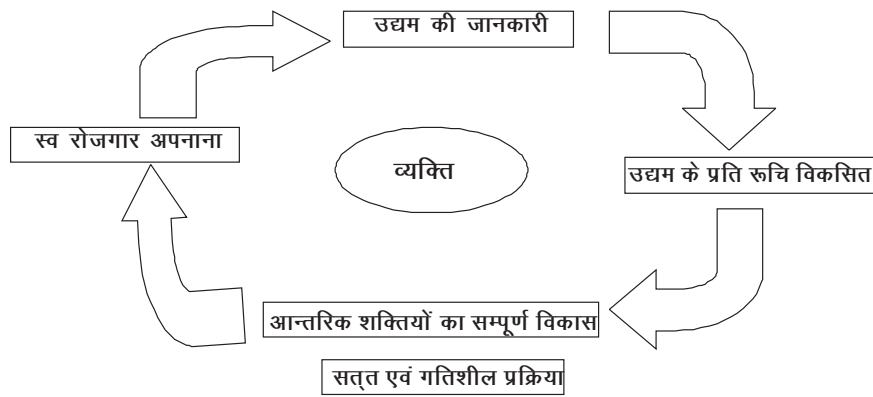 उद्यम की जानकारी
स्व रोजगार अपनाना
व्यक्ति
उद्यम के प्रति रूचि विकसित
आन्तरिक शक्तियों का सम्पूर्ण विकास
सत्‌त एवं गतिशील प्रक्रिया